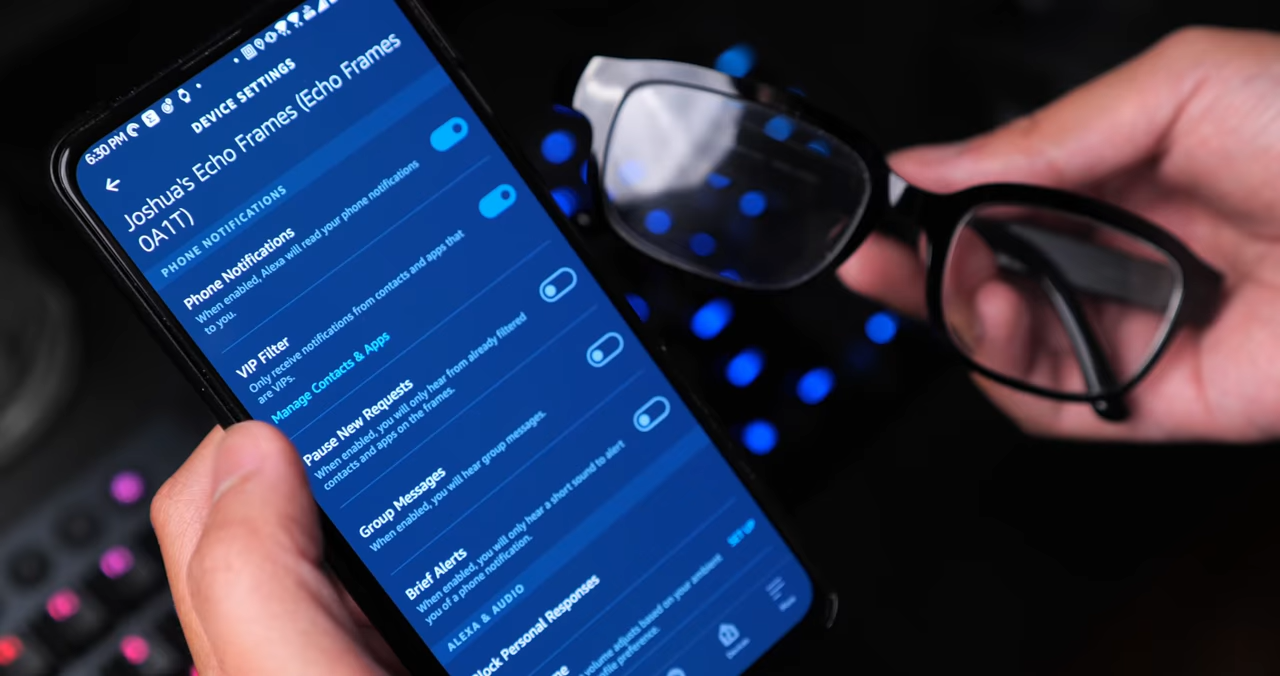 6:30 PM
DEVICE SETTINGS
Joshua's Echo Frames (Echo Frames
0A1T)
PHONE NOTIFICATIONS
Phone Notifications
When enabled, Alexa will read your phone notifications
to you.
VIP Filter
Only receive notifications from contacts and apps that
are VIPs.
Manage Contacts & Apps
Pause New Requests
When enabled, you will only hear from already filtered
contacts and apps on the frames.
Group Messages
When enabled, you will hear group messages.
Brief Alerts
When enabled, you will only hear a short sound to alert
you of a phone notification.
ALEXA & AUDIO
Block Personal Responses
SET UP
volume adjusts based on your ambient
preference.
Devices
More